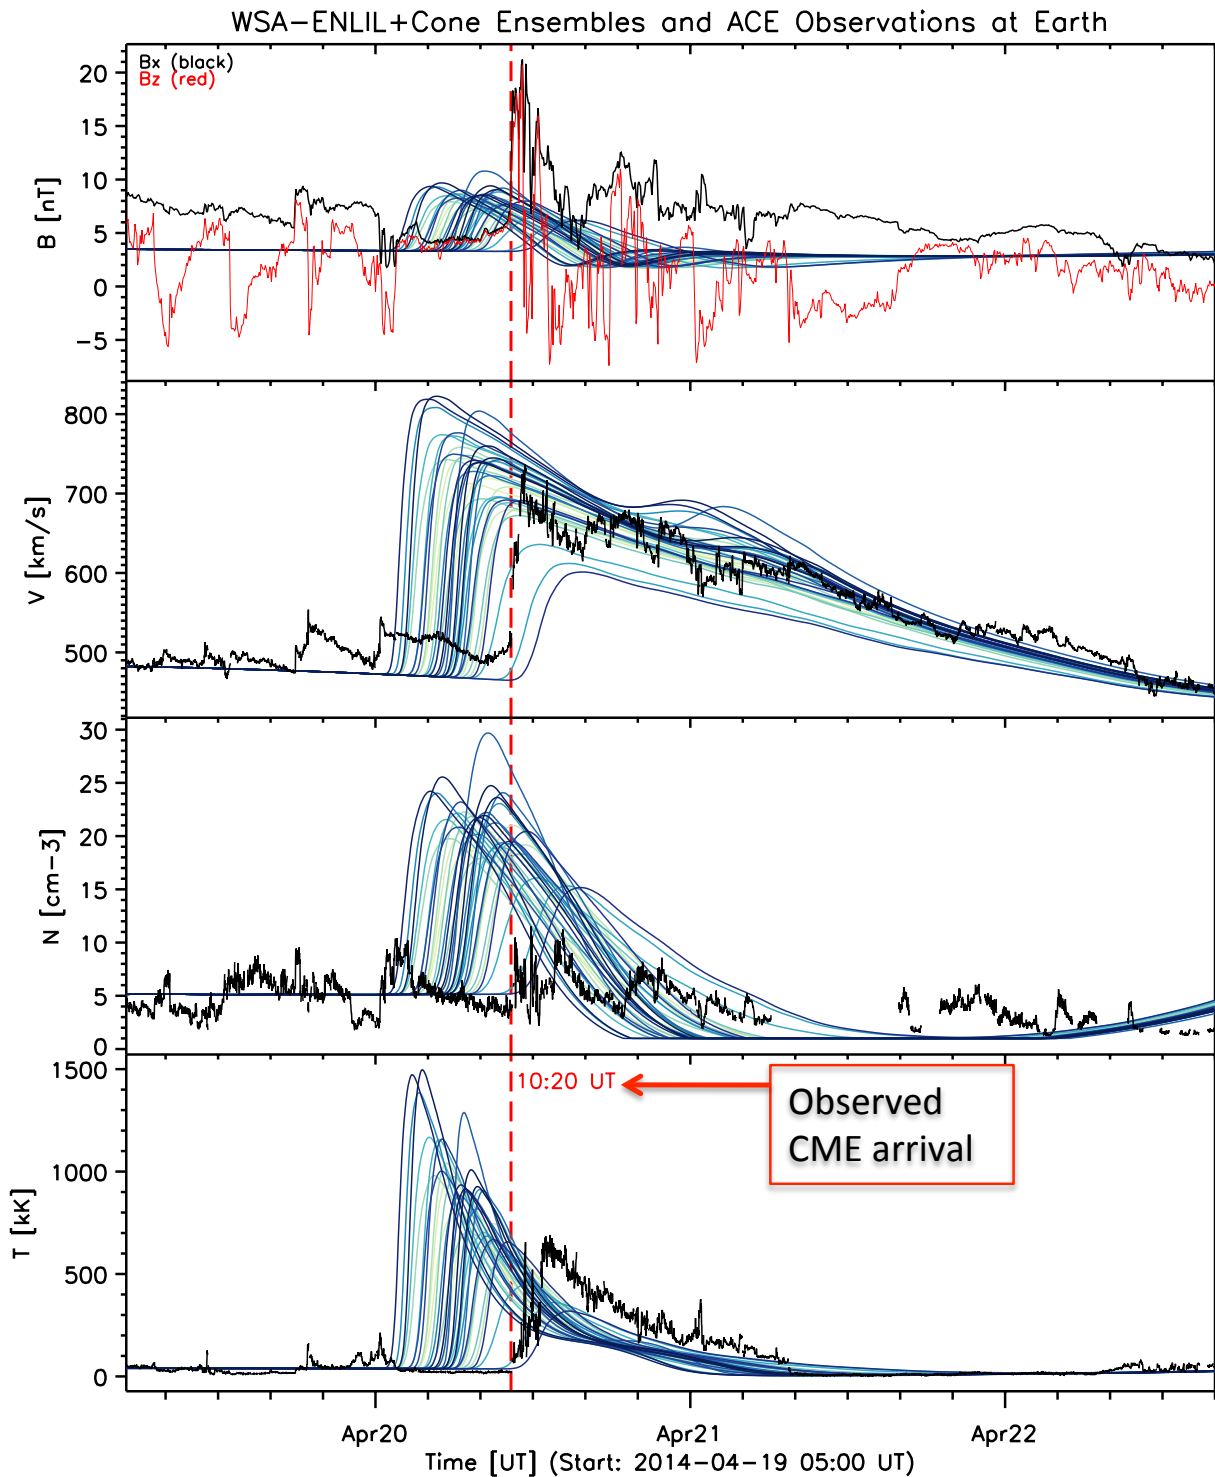 WSA-ENLIL+Cone Ensembles and ACE Observations at Earth
Bx (black)
Bz (red)
20
15
10
5
0
-5
B [nT]
800
700
600
500
V [km/s]
30
25
20
15
10
5
0
N [cm-3]
1500
1000
500
0
T [kK]
10:20 UT
Observed
CME arrival
Apr20
Apr21
Apr22
Time [UT] (Start: 2014-04-19 05:00 UT)